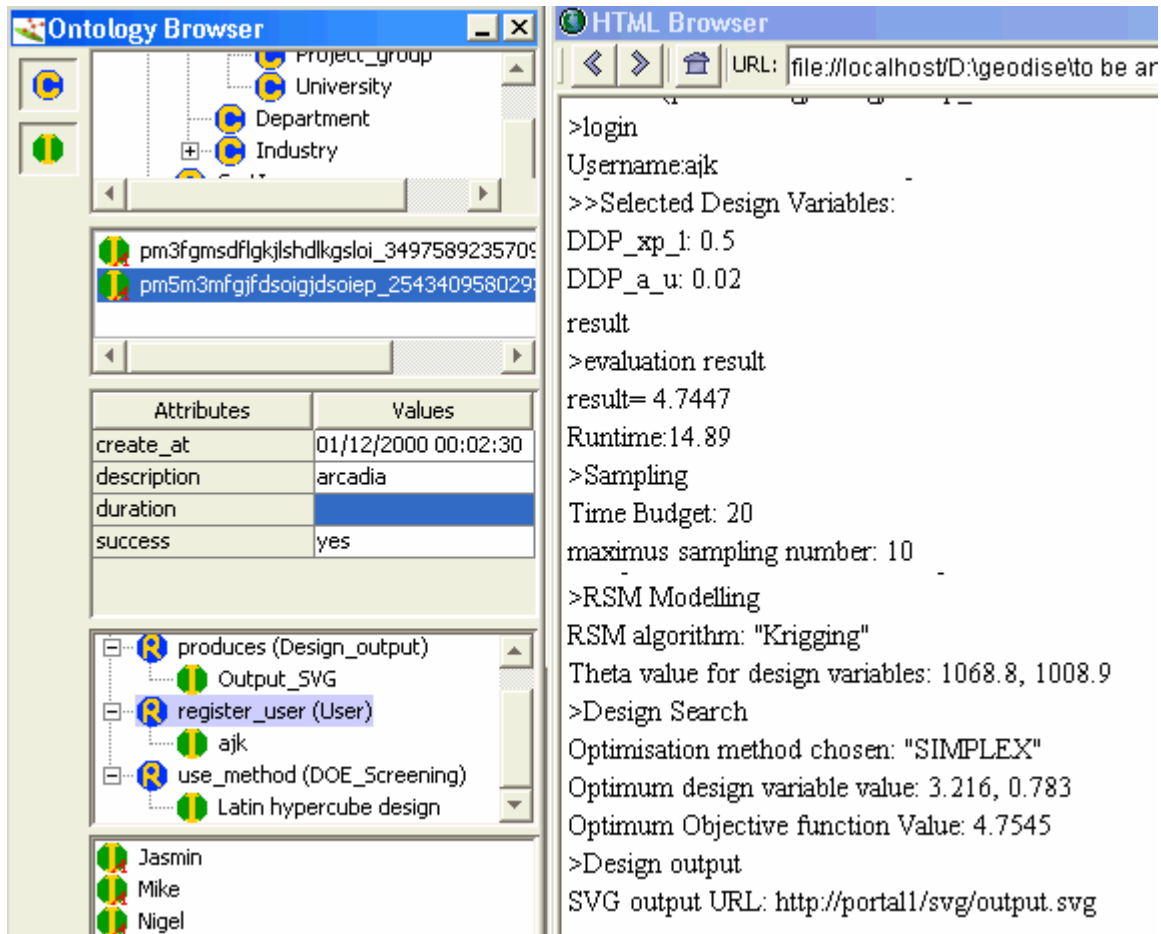 Ontology Browser
Project_group
University
Department
Industry
pm3fgmsdflgkjlshdlkgsloi_349758923570
pm5m3mfgjfdsoigjdsoiep_25434095802
Attributes Values
create_at 01/12/2000 00:02:30
description arcadia
duration
success yes
produces (Design_output)
Output_SVG
register_user (User)
ajk
use_method (DOE_Screening)
Latin hypercube design
Jasmin
Mike
Nigel
HTML Browser
URL: file://localhost/D:\geodise\to be an
>login
Username:ajk
>>Selected Design Variables:
DDP_xp_l: 0.5
DDP_a_u: 0.02
result
>evaluation result
result= 4.7447
Runtime:14.89
>Sampling
Time Budget: 20
maximus sampling number: 10
>RSM Modelling
RSM algorithm: "Krigging"
Theta value for design variables: 1068.8, 1008.9
>Design Search
Optimisation method chosen: "SIMPLEX"
Optimum design variable value: 3.216, 0.783
Optimum Objective function Value: 4.7545
>Design output
SVG output URL: http://portal1/svg/output.svg